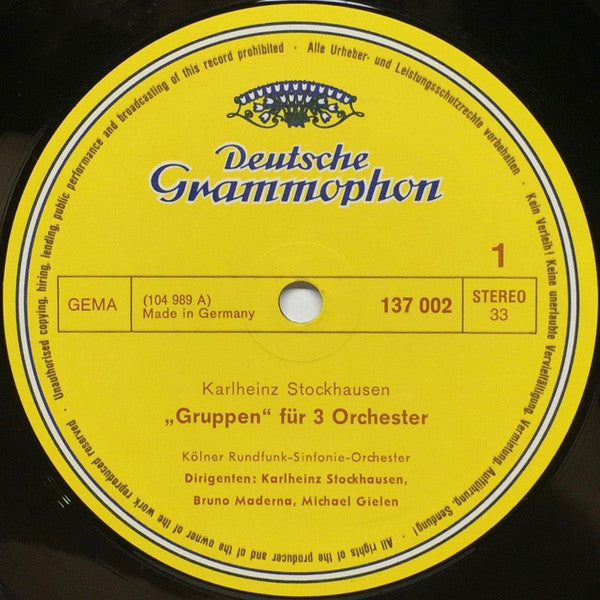 Deutsche
Grammophon
1
GEMA
(104 989 A)
Made in Germany
137 002
STEREO
33
Karlheinz Stockhausen
„Gruppen“ für 3 Orchester
Kölner Rundfunk-Sinfonie-Orchester
Dirigenten: Karlheinz Stockhausen,
Bruno Maderna, Michael Gielen
Alle Urheber- und Leistungsschutzrechte vorbehalten · Kein Verleih! Keine unerlaubte Vervielfältigung, Vermietung, Aufführung, Sendung! · All rights of the producer and of the owner of the work reproduced reserved · Unauthorised copying, hiring, lending, public performance and broadcasting of this record prohibited ·